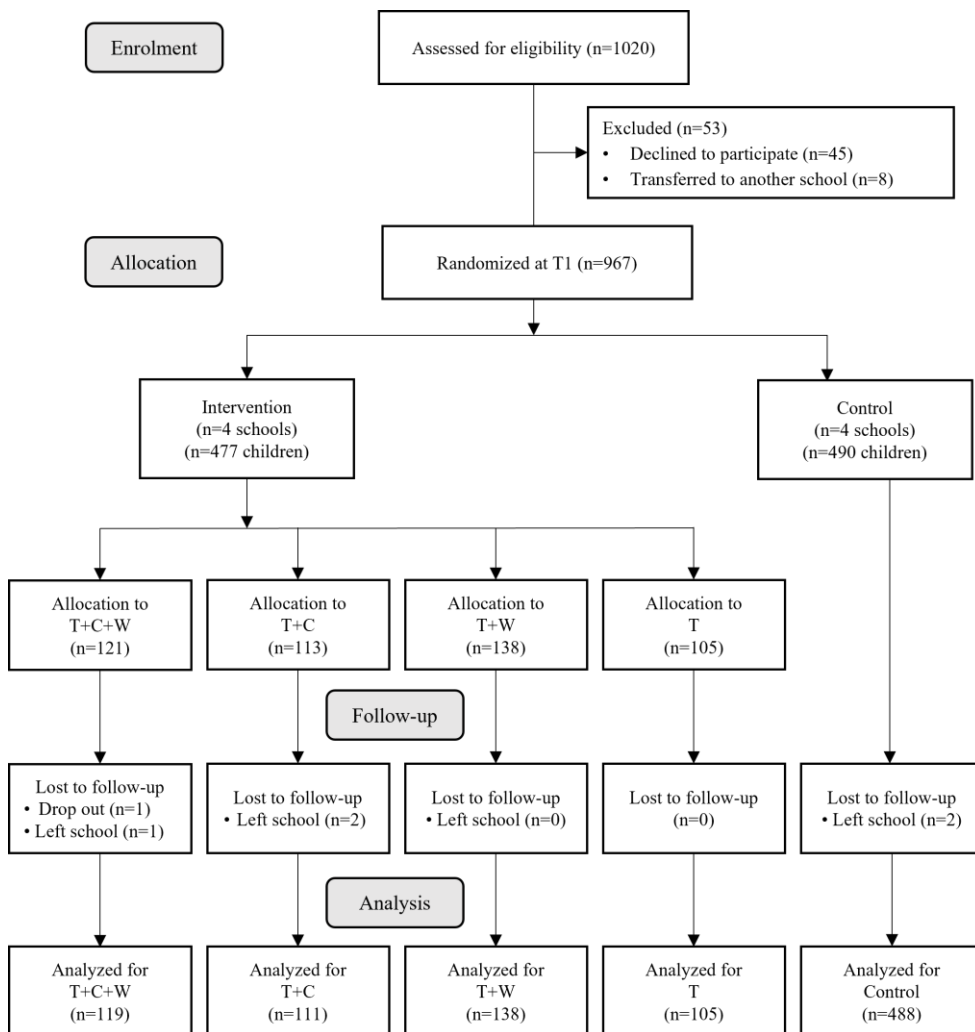 Enrolment
Assessed for eligibility (n=1020)
Excluded (n=53)
• Declined to participate (n=45)
• Transferred to another school (n=8)
Allocation
Randomized at T1 (n=967)
Intervention
(n=4 schools)
(n=477 children)
Control
(n=4 schools)
(n=490 children)
Allocation to
T+C+W
(n=121)
Allocation to
T+C
(n=113)
Allocation to
T+W
(n=138)
Allocation to
T
(n=105)
Follow-up
Lost to follow-up
• Drop out (n=1)
• Left school (n=1)
Lost to follow-up
• Left school (n=2)
Lost to follow-up
• Left school (n=0)
Lost to follow-up
(n=0)
Lost to follow-up
• Left school (n=2)
Analysis
Analyzed for
T+C+W
(n=119)
Analyzed for
T+C
(n=111)
Analyzed for
T+W
(n=138)
Analyzed for
T
(n=105)
Analyzed for
Control
(n=488)